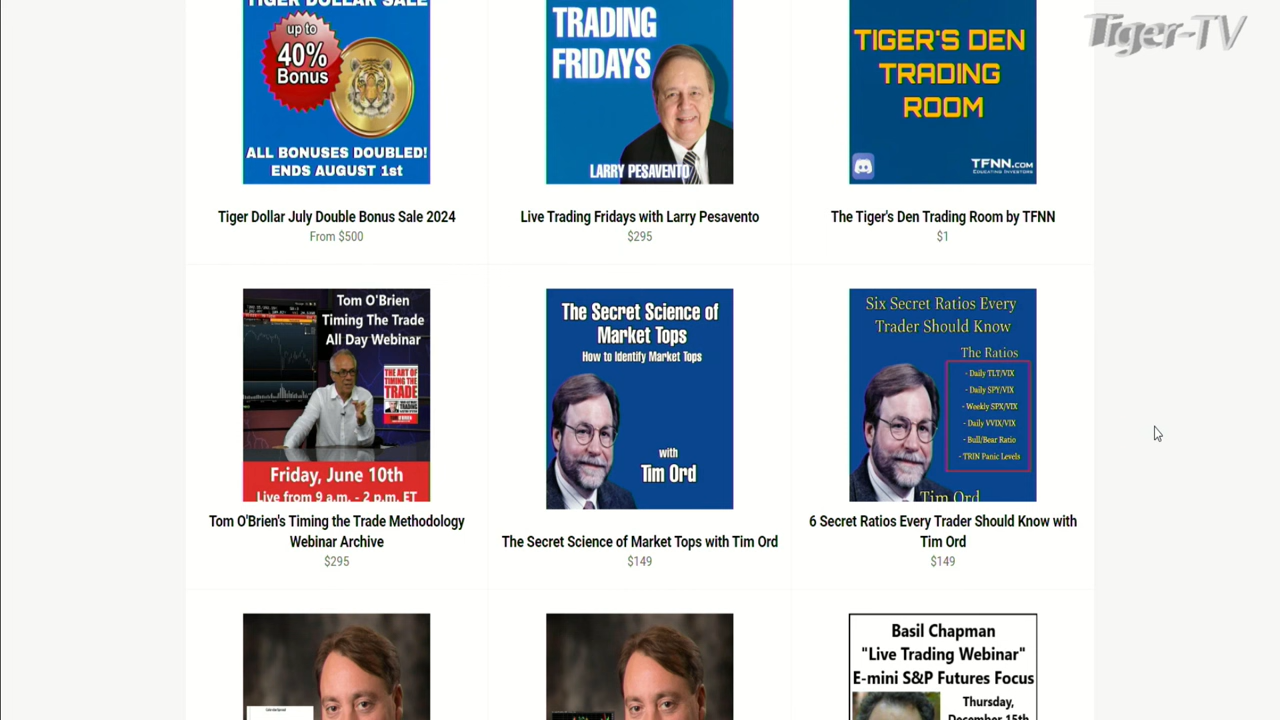 TIGER DOLLAR SALE
up to
40%
Bonus
ALL BONUSES DOUBLED!
ENDS AUGUST 1st
TRADING
FRIDAYS
LARRY PESAVENTO
TIGER'S DEN
TRADING
ROOM
TFNN.COM
EDUCATING INVESTORS
Tiger-TV
Tiger Dollar July Double Bonus Sale 2024
From $500
Live Trading Fridays with Larry Pesavento
$295
The Tiger's Den Trading Room by TFNN
$1
Tom O'Brien
Timing The Trade
All Day Webinar
THE ART OF
TIMING THE
TRADE
Friday, June 10th
Live from 9 a.m. - 2 p.m. ET
Tom O'Brien's Timing the Trade Methodology
Webinar Archive
$295
The Secret Science of
Market Tops
How to Identify Market Tops
with
Tim Ord
The Secret Science of Market Tops with Tim Ord
$149
Six Secret Ratios Every
Trader Should Know
The Ratios
- Daily TLT/VIX
- Daily SPY/VIX
- Weekly SPX/VIX
- Daily VVIX/VIX
- Bull/Bear Ratio
- TRIN Panic Levels
Tim Ord
6 Secret Ratios Every Trader Should Know with
Tim Ord
$149
Basil Chapman
"Live Trading Webinar"
E-mini S&P Futures Focus
Thursday,
December 15th